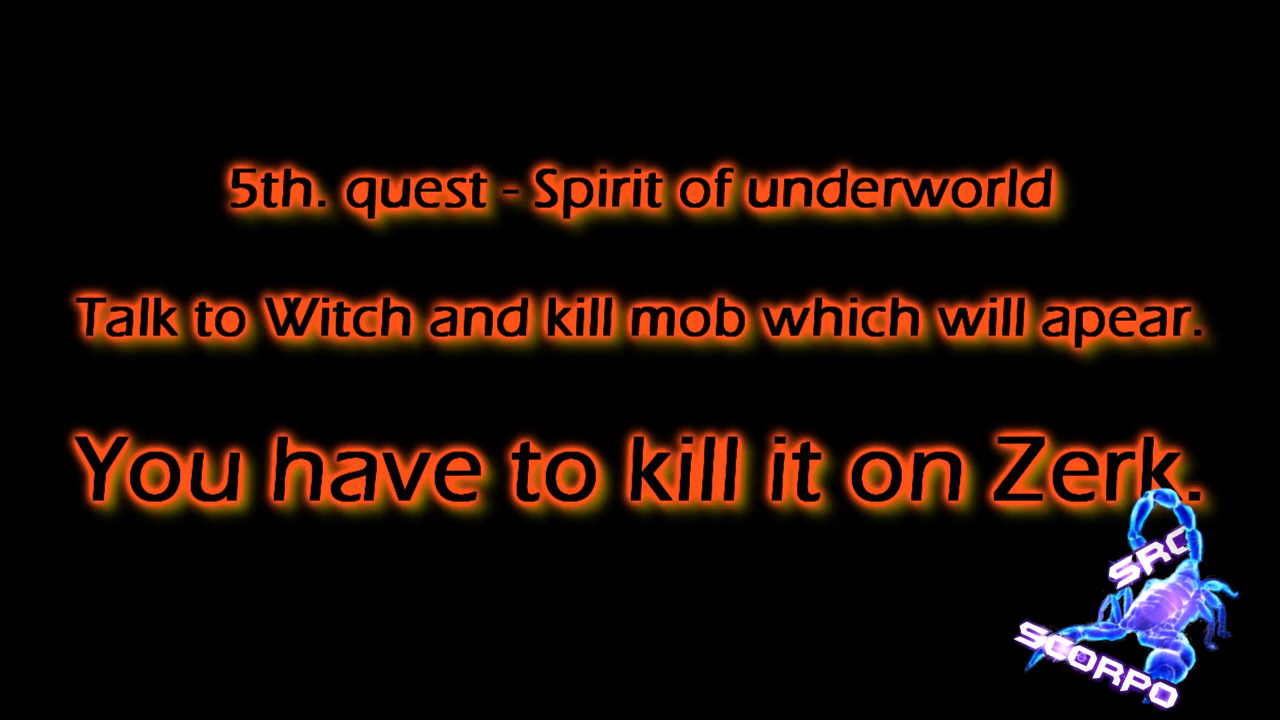 5th. quest - Spirit of underworld
Talk to Witch and kill mob which will apear.
You have to kill it on Zerk.
SRC
SCORPO